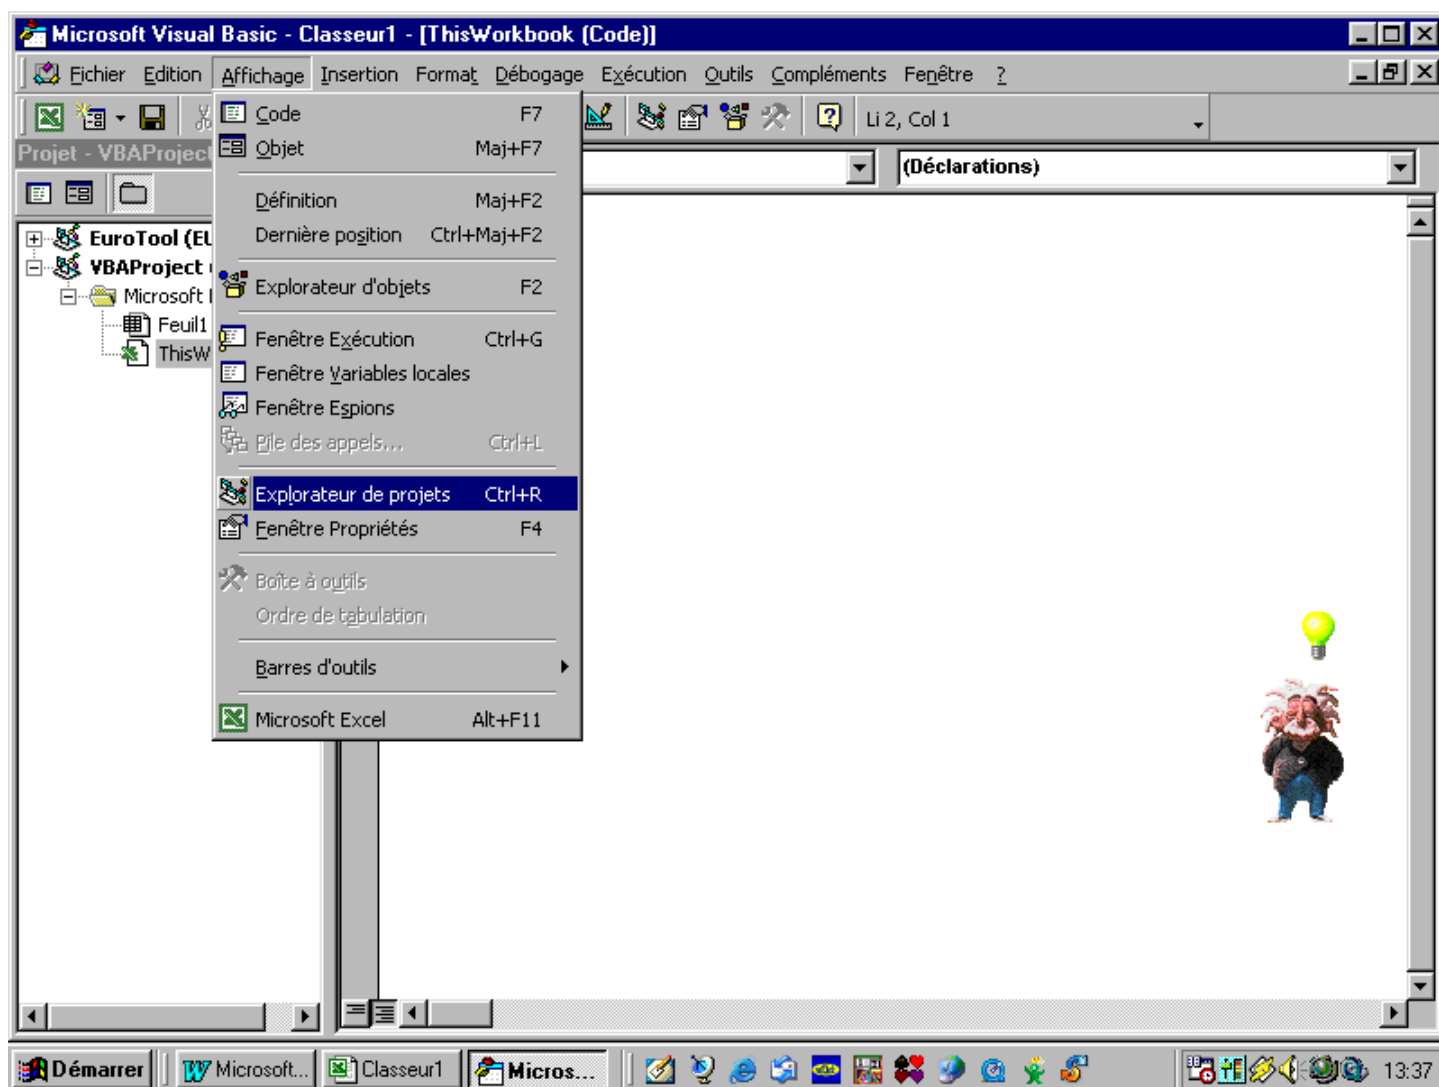 Microsoft Visual Basic - Classeur1 - [ThisWorkbook (Code)]
Fichier Edition Affichage Insertion Format Débogage Exécution Outils Compléments Fenêtre ?
Li 2, Col 1
Projet - VBAProject
(Déclarations)
EuroTool (EU
VBAProject
Microsoft
Feuil1
ThisW
Code F7
Objet Maj+F7
Définition Maj+F2
Dernière position Ctrl+Maj+F2
Explorateur d'objets F2
Fenêtre Exécution Ctrl+G
Fenêtre Variables locales
Fenêtre Espions
Pile des appels... Ctrl+L
Explorateur de projets Ctrl+R
Fenêtre Propriétés F4
Boîte à outils
Ordre de tabulation
Barres d'outils
Microsoft Excel Alt+F11
Démarrer Microsoft... Classeur1 Micros... 13:37